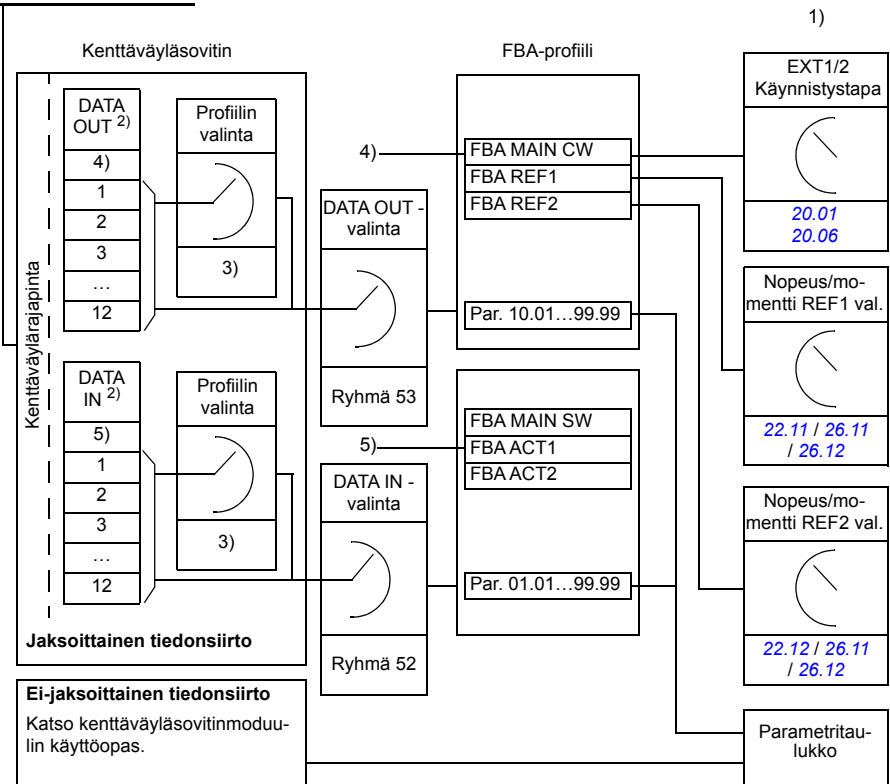 1)
Kenttäväyläsovitin
FBA-profiili
Kenttäväylärajapinta
DATA
OUT 2)
4)
1
2
3
…
12
Profiilin
valinta
3)
DATA
IN 2)
5)
1
2
3
…
12
Profiilin
valinta
3)
Jaksoittainen tiedonsiirto
DATA OUT -
valinta
Ryhmä 53
DATA IN -
valinta
Ryhmä 52
4)
FBA MAIN CW
FBA REF1
FBA REF2
Par. 10.01…99.99
5)
FBA MAIN SW
FBA ACT1
FBA ACT2
Par. 01.01…99.99
EXT1/2
Käynnistystapa
20.01
20.06
Nopeus/mo-
mentti REF1 val.
22.11 / 26.11
/ 26.12
Nopeus/mo-
mentti REF2 val.
22.12 / 26.11
/ 26.12
Ei-jaksoittainen tiedonsiirto
Katso kenttäväyläsovitinmoduu-
lin käyttöopas.
Parametritau-
lukko